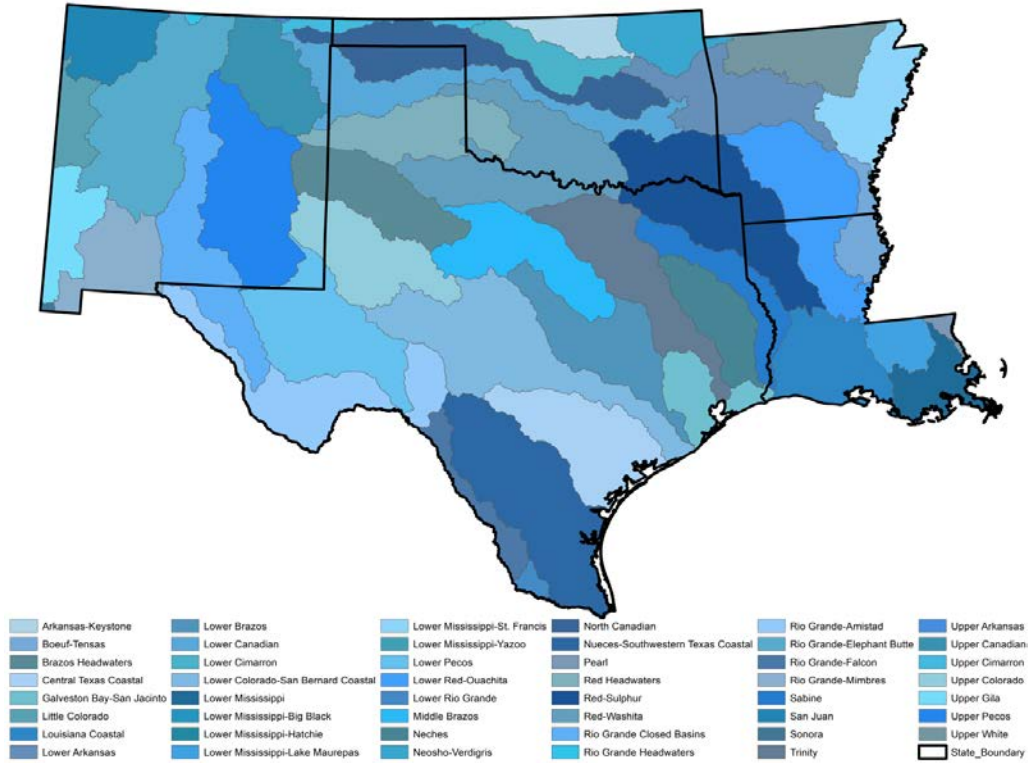 Arkansas-Keystone
Boeuf-Tensas
Brazos Headwaters
Central Texas Coastal
Galveston Bay-San Jacinto
Little Colorado
Louisiana Coastal
Lower Arkansas
Lower Brazos
Lower Canadian
Lower Cimarron
Lower Colorado-San Bernard Coastal
Lower Mississippi
Lower Mississippi-Big Black
Lower Mississippi-Hatchie
Lower Mississippi-Lake Maurepas
Lower Mississippi-St. Francis
Lower Mississippi-Yazoo
Lower Pecos
Lower Red-Ouachita
Lower Rio Grande
Middle Brazos
Neches
Neosho-Verdigris
North Canadian
Nueces-Southwestern Texas Coastal
Pearl
Red Headwaters
Red-Sulphur
Red-Washita
Rio Grande Closed Basins
Rio Grande Headwaters
Rio Grande-Amistad
Rio Grande-Elephant Butte
Rio Grande-Falcon
Rio Grande-Mimbres
Sabine
San Juan
Sonora
Trinity
Upper Arkansas
Upper Canadian
Upper Cimarron
Upper Colorado
Upper Gila
Upper Pecos
Upper White
State_Boundary